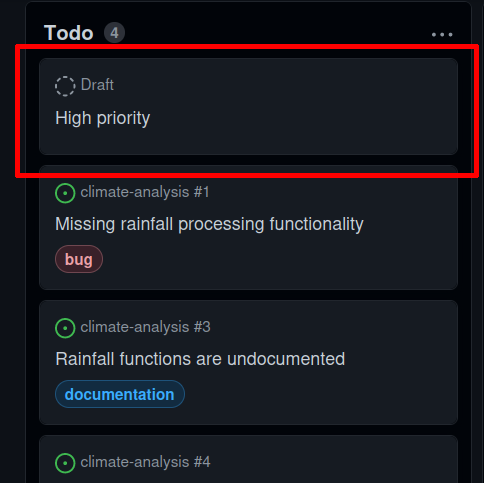 Todo 4 ...
Draft
High priority
climate-analysis #1
Missing rainfall processing functionality
bug
climate-analysis #3
Rainfall functions are undocumented
documentation
climate-analysis #4